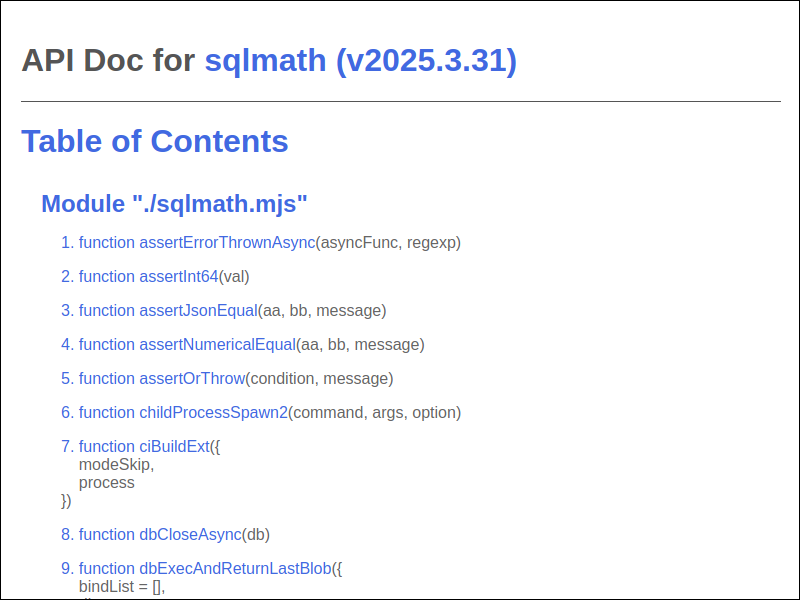 API Doc for sqlmath (v2025.3.31)
Table of Contents
Module "./sqlmath.mjs"
1. function assertErrorThrownAsync(asyncFunc, regexp)
2. function assertInt64(val)
3. function assertJsonEqual(aa, bb, message)
4. function assertNumericalEqual(aa, bb, message)
5. function assertOrThrow(condition, message)
6. function childProcessSpawn2(command, args, option)
7. function ciBuildExt({
modeSkip,
process
})
8. function dbCloseAsync(db)
9. function dbExecAndReturnLastBlob({
bindList = [],